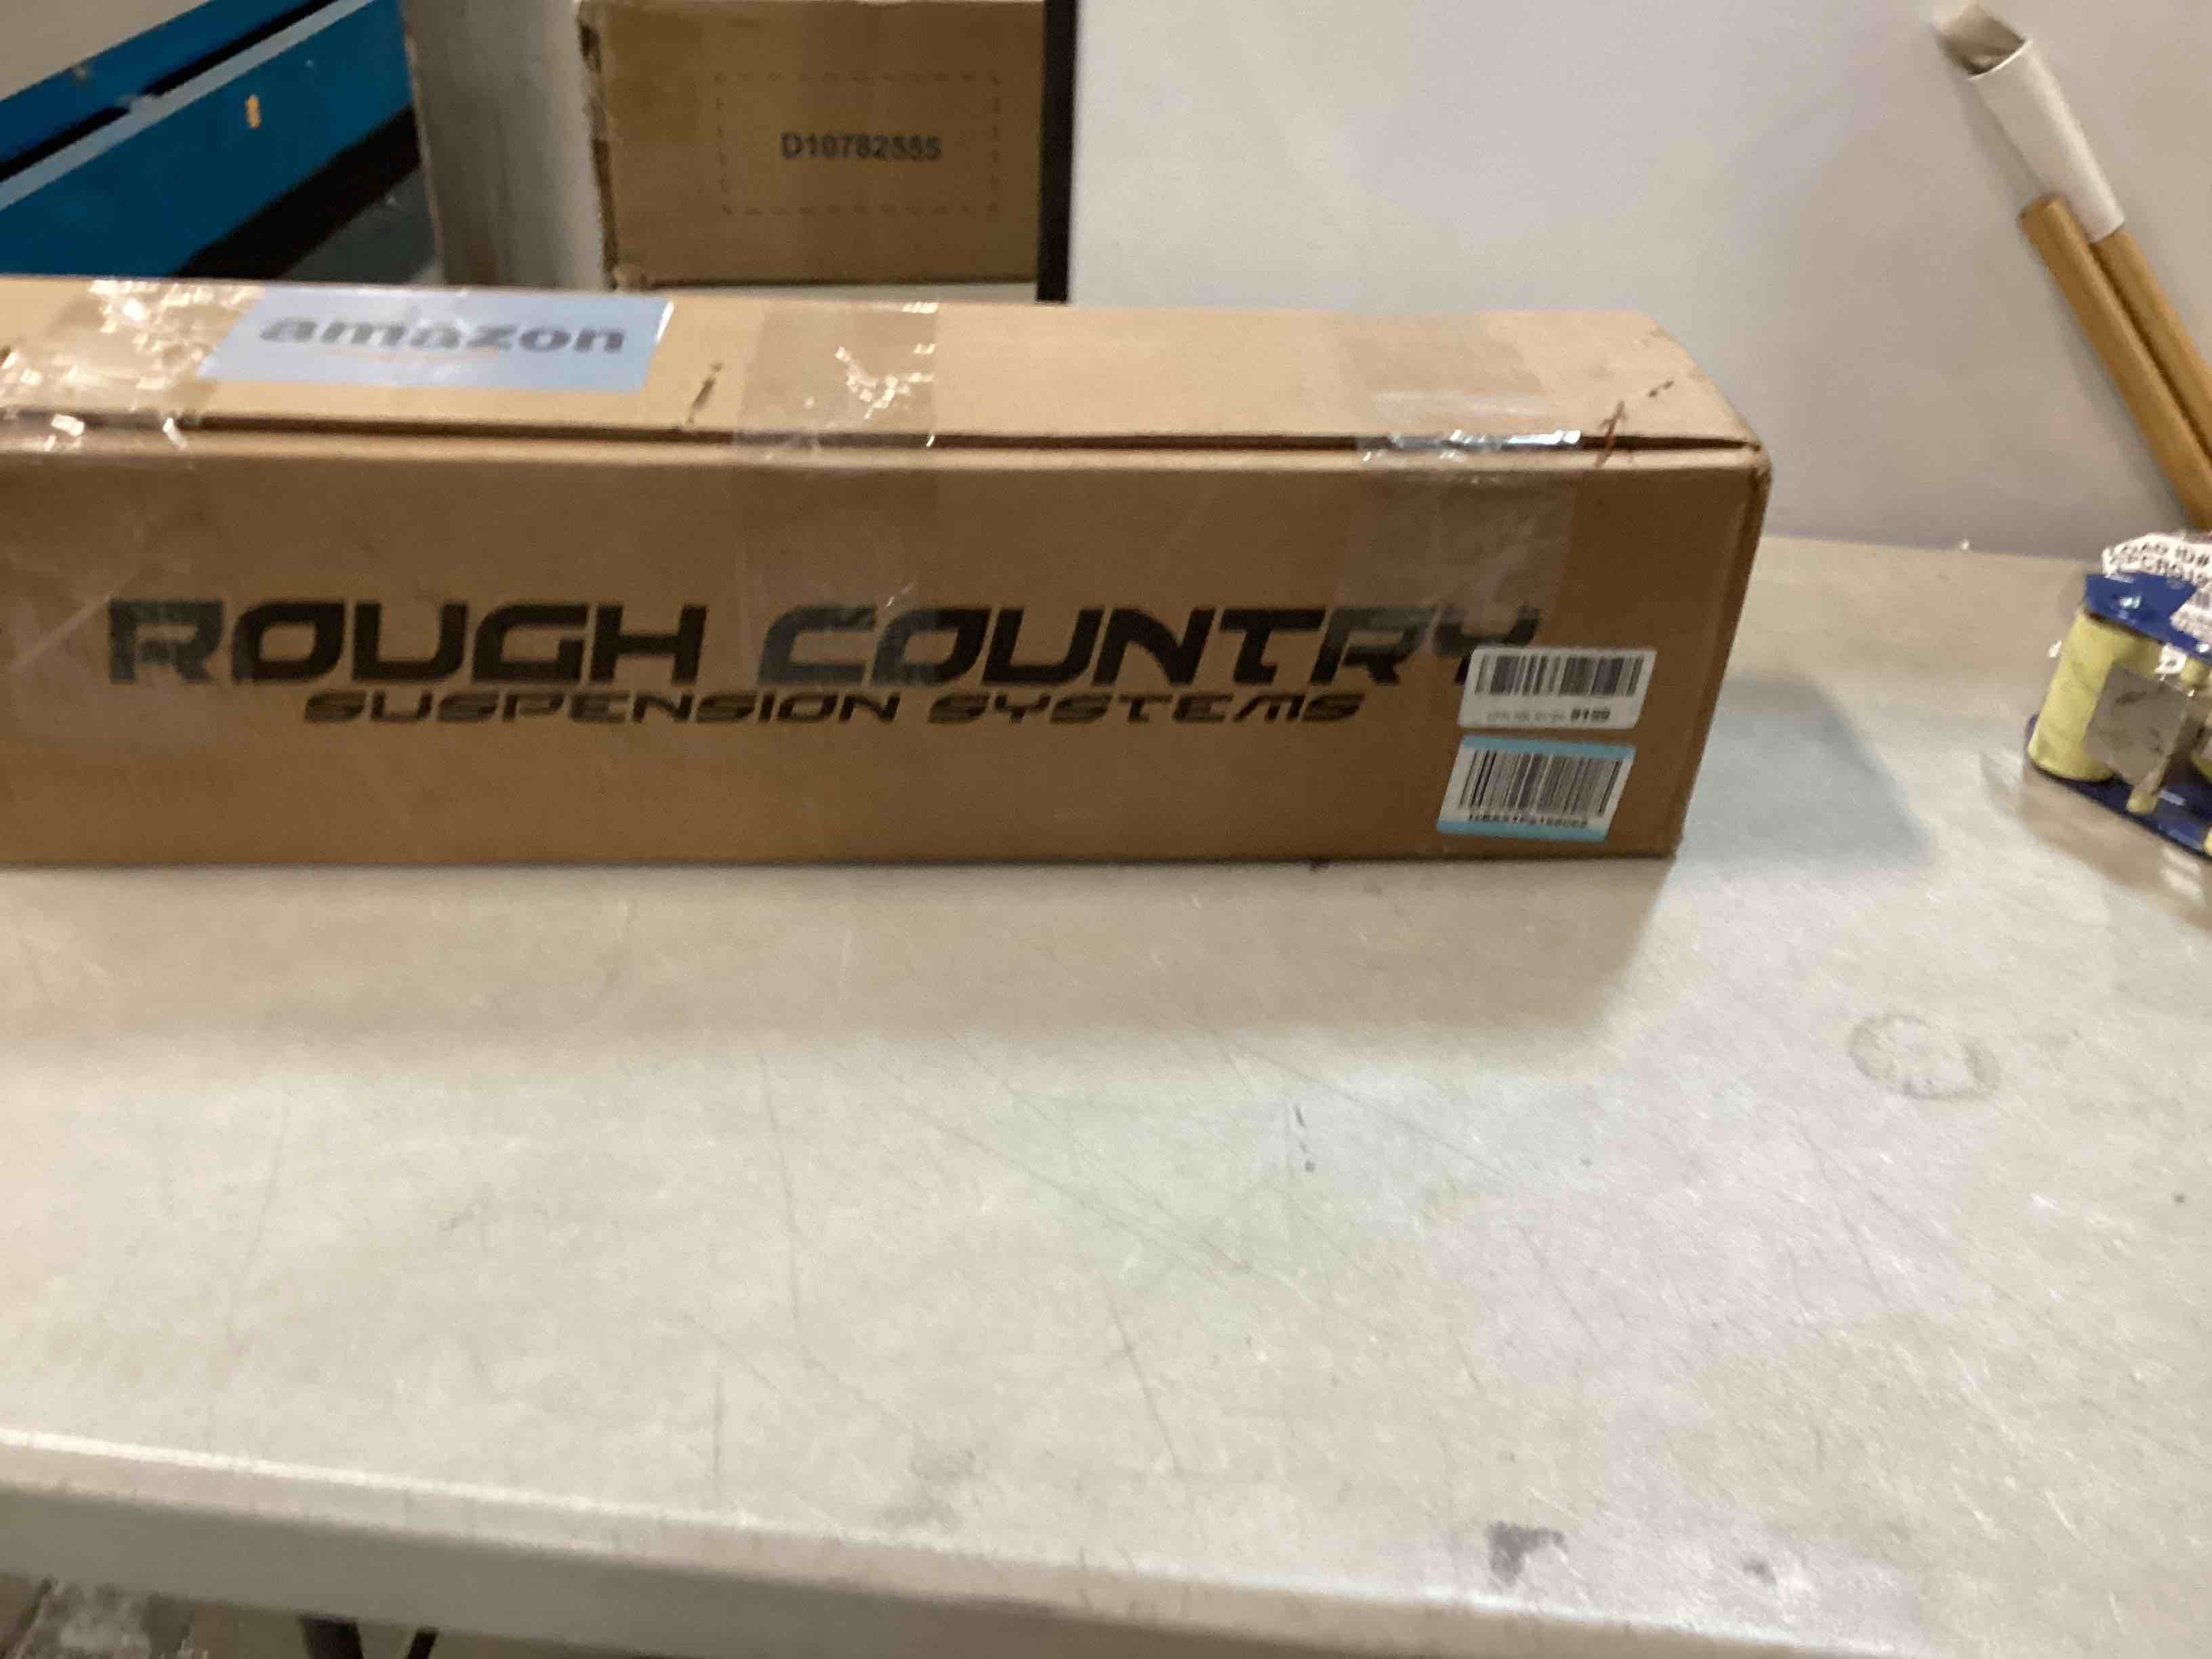 D10782555
amazon
ROUGH COUNTRY
SUSPENSION SYSTEMS